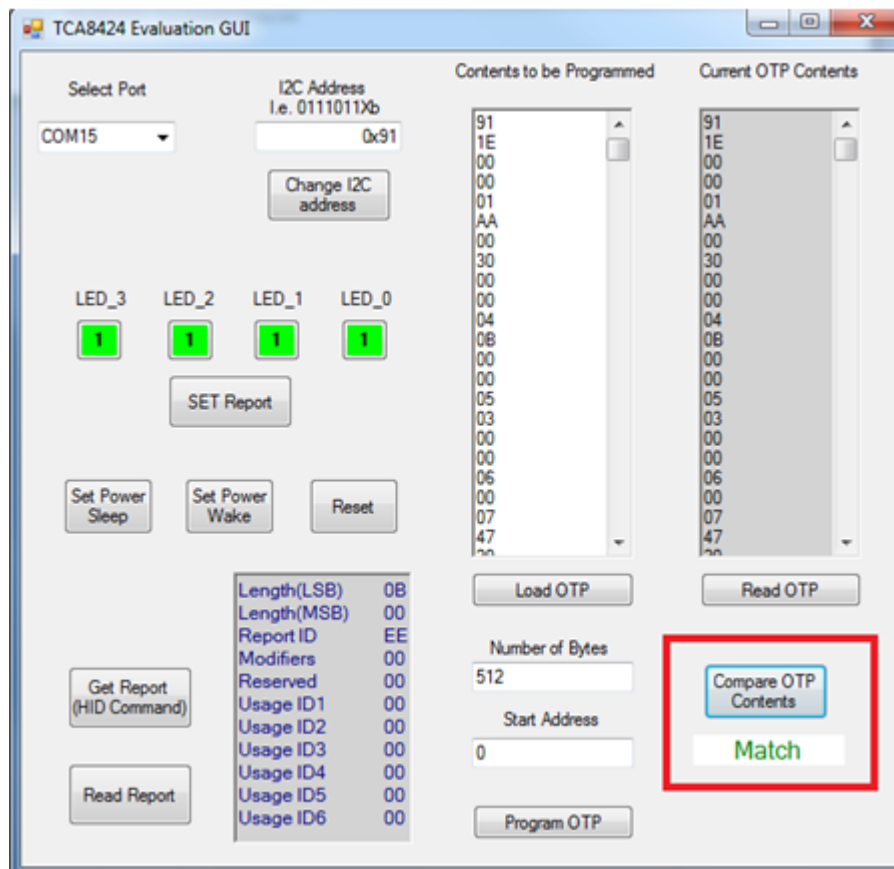 TCA8424 Evaluation GUI
Select Port
COM15
I2C Address
I.e. 0111011Xb
0x91
Change I2C
address
LED_3 LED_2 LED_1 LED_0
1 1 1 1
SET Report
Set Power
Sleep
Set Power
Wake
Reset
Get Report
(HID Command)
Read Report
Length(LSB) 0B
Length(MSB) 00
Report ID EE
Modifiers 00
Reserved 00
Usage ID1 00
Usage ID2 00
Usage ID3 00
Usage ID4 00
Usage ID5 00
Usage ID6 00
Contents to be Programmed
91
1E
00
00
01
AA
00
30
00
00
04
0B
00
00
05
03
00
00
06
00
07
47
Load OTP
Number of Bytes
512
Start Address
0
Program OTP
Current OTP Contents
91
1E
00
00
01
AA
00
30
00
00
04
0B
00
00
05
03
00
00
06
00
07
47
Read OTP
Compare OTP
Contents
Match